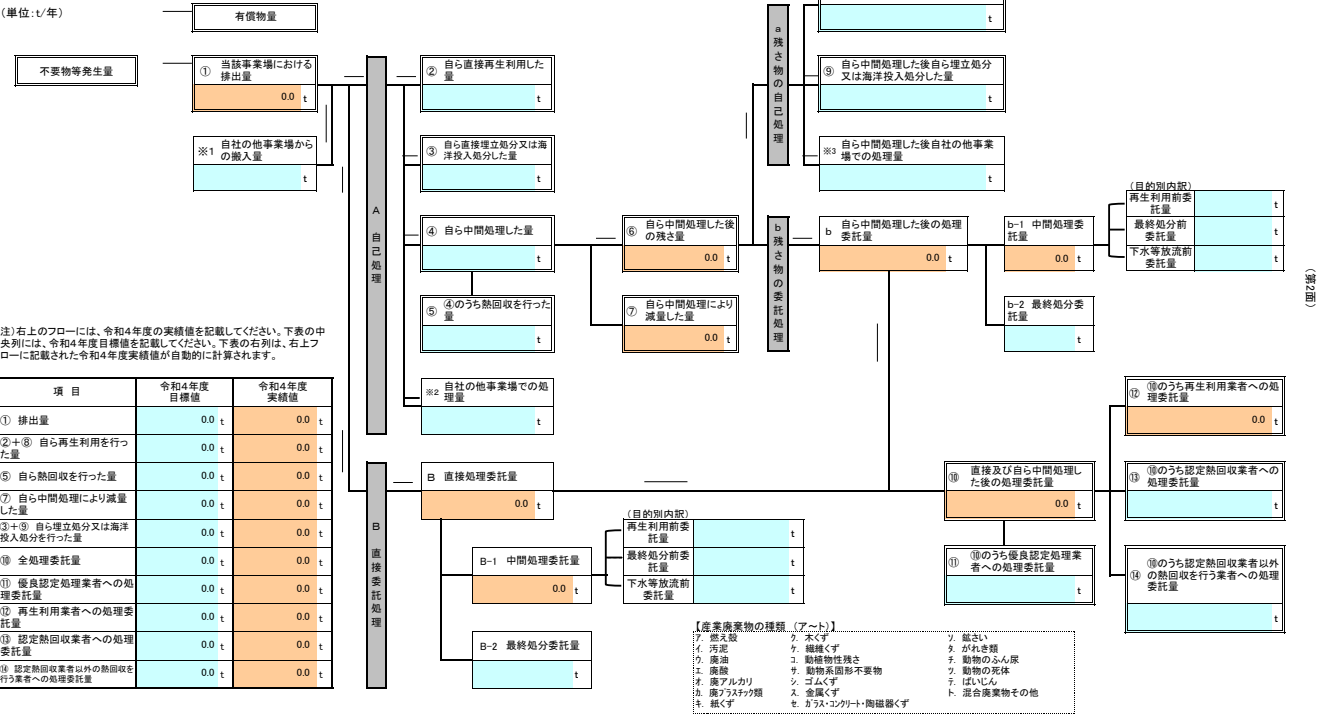 (単位:t/年)
有償物量
不要物等発生量
① 当該事業場における
排出量
0.0 t
※1 自社の他事業場から
の搬入量
t
A 自己処理
② 自ら直接再生利用した
量
t
③ 自ら直接埋立処分又は海
洋投入処分した量
t
④ 自ら中間処理した量
t
⑤ ④のうち熱回収を行った
量
t
※2 自社の他事業場での処
理量
t
⑥ 自ら中間処理した後
の残さ量
0.0 t
⑦ 自ら中間処理により
減量した量
0.0 t
a 残さ物の自己処理
t
⑨ 自ら中間処理した後自ら埋立処分
又は海洋投入処分した量
t
※3 自ら中間処理した後自社の他事業
場での処理量
t
b 残さ物の委託処理
b 自ら中間処理した後の処理
委託量
0.0 t
b-1 中間処理委
託量
0.0 t
(目的別内訳)
再生利用前委
託量
t
最終処分前
委託量
t
下水等放流前
委託量
t
b-2 最終処分委
託量
t
(第2面)
注)右上のフローには、令和4年度の実績値を記載してください。下表の中
央列には、令和4年度目標値を記載してください。下表の右列は、右上フ
ローに記載された令和4年度実績値が自動的に計算されます。
項 目 令和4年度
目標値 令和4年度
実績値
① 排出量 0.0 t 0.0 t
②+⑧ 自ら再生利用を行っ
た量 0.0 t 0.0 t
⑤ 自ら熱回収を行った量 0.0 t 0.0 t
⑦ 自ら中間処理により減量
した量 0.0 t 0.0 t
③+⑨ 自ら埋立処分又は海洋
投入処分を行った量 0.0 t 0.0 t
⑩ 全処理委託量 0.0 t 0.0 t
⑪ 優良認定処理業者への処
理委託量 0.0 t 0.0 t
⑫ 再生利用業者への処理委
託量 0.0 t 0.0 t
⑬ 認定熱回収業者への処理
委託量 0.0 t 0.0 t
⑭ 認定熱回収業者以外の熱回収を
行う業者への処理委託量 0.0 t 0.0 t
B 直接委託処理
B 直接処理委託量
0.0 t
B-1 中間処理委託量
0.0 t
(目的別内訳)
再生利用前委
託量
t
最終処分前委
託量
t
下水等放流前
委託量
t
B-2 最終処分委託量
t
⑩ 直接及び自ら中間処理し
た後の処理委託量
0.0 t
⑪ ⑩のうち優良認定処理業
者への処理委託量
t
⑫ ⑩のうち再生利用業者への処
理委託量
0.0 t
⑬ ⑩のうち認定熱回収業者への
処理委託量
t
⑭ ⑩のうち認定熱回収業者以外
の熱回収を行う業者への処理
委託量
t
【産業廃棄物の種類 (ア~ト)】
ア. 燃え殻 ク. 木くず ソ. 鉱さい
イ. 汚泥 ケ. 繊維くず タ. がれき類
ウ. 廃油 コ. 動植物性残さ チ. 動物のふん尿
エ. 廃酸 サ. 動物系固形不要物 ツ. 動物の死体
オ. 廃アルカリ シ. ゴムくず テ. ばいじん
カ. 廃プラスチック類 ス. 金属くず ト. 混合廃棄物その他
キ. 紙くず セ. ガラス・コンクリート・陶磁器くず